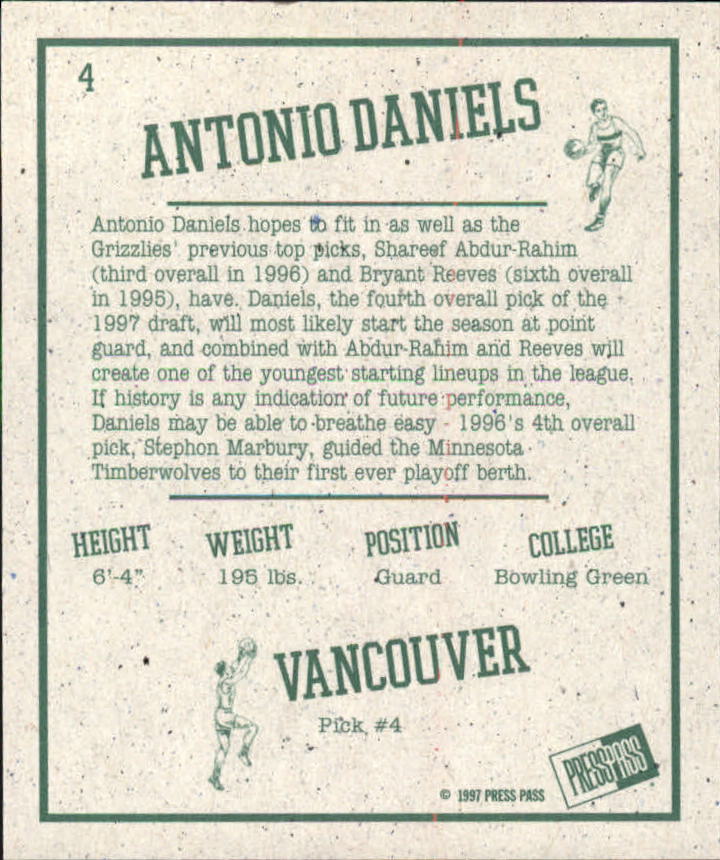 4
ANTONIO DANIELS
Antonio Daniels hopes to fit in as well as the
Grizzlies' previous top picks, Shareef Abdur-Rahim
(third overall in 1996) and Bryant Reeves (sixth overall
in 1995), have. Daniels, the fourth overall pick of the
1997 draft, will most likely start the season at point
guard, and combined with Abdur-Rahim and Reeves will
create one of the youngest starting lineups in the league.
If history is any indication of future performance,
Daniels may be able to breathe easy - 1996's 4th overall
pick, Stephon Marbury, guided the Minnesota
Timberwolves to their first ever playoff berth.
HEIGHT WEIGHT POSITION COLLEGE
6'-4" 195 lbs. Guard Bowling Green
VANCOUVER
Pick #4
PRESS PASS
© 1997 PRESS PASS